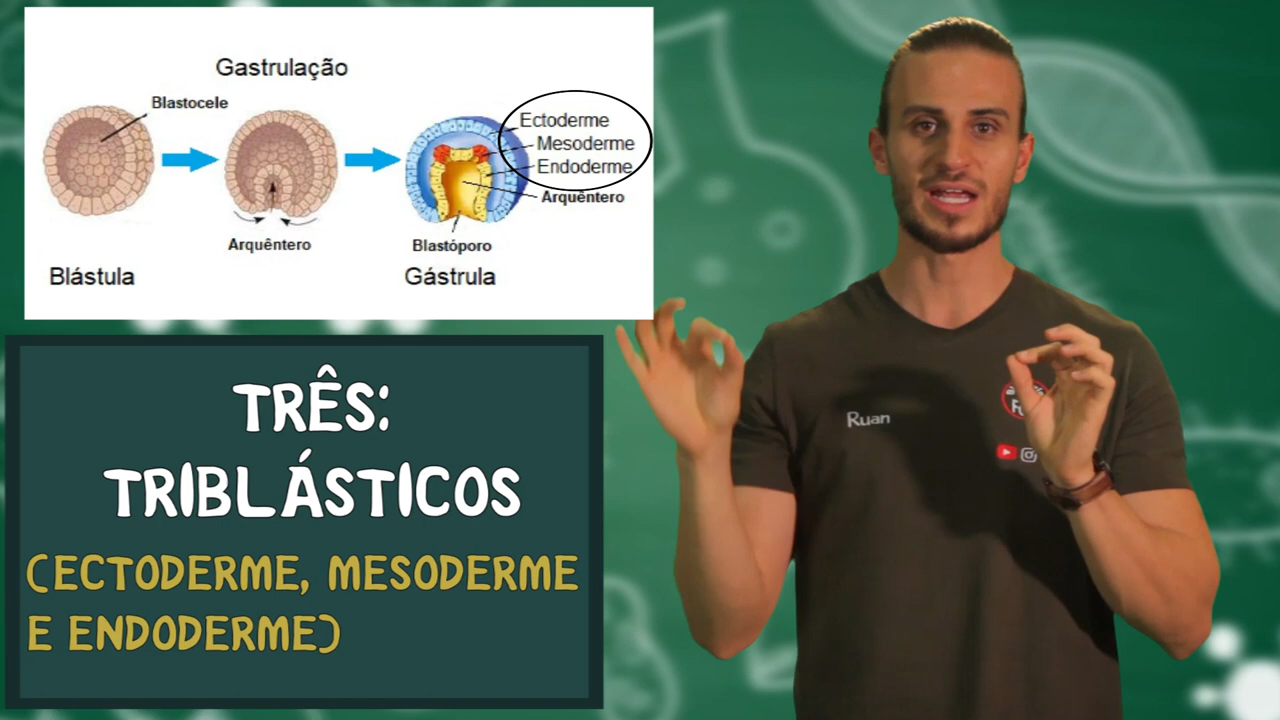 Gastrulação
Blastocele
Ectoderme
Mesoderme
Endoderme
Arquêntero
Arquêntero
Blastóporo
Blástula
Gástrula
TRÊS:
TRIBLÁSTICOS
(ECTODERME, MESODERME
E ENDODERME)
Ruan